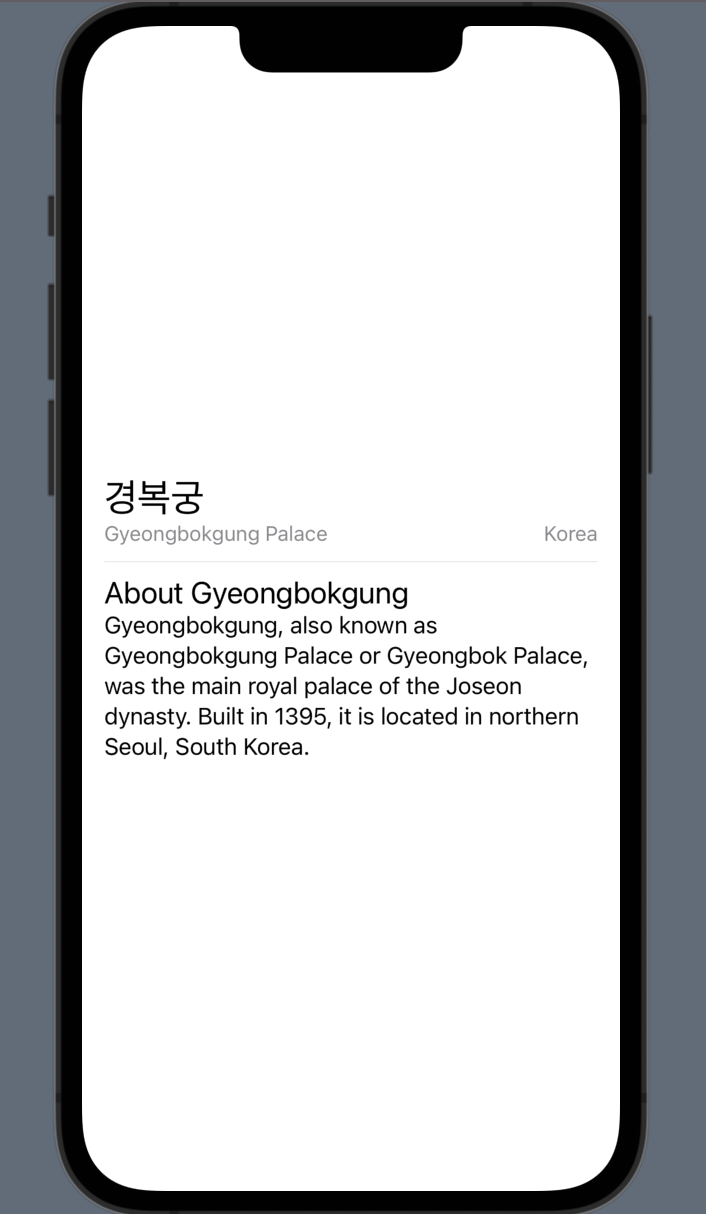 경복궁
Gyeongbokgung Palace
Korea
About Gyeongbokgung
Gyeongbokgung, also known as
Gyeongbokgung Palace or Gyeongbok Palace,
was the main royal palace of the Joseon
dynasty. Built in 1395, it is located in northern
Seoul, South Korea.